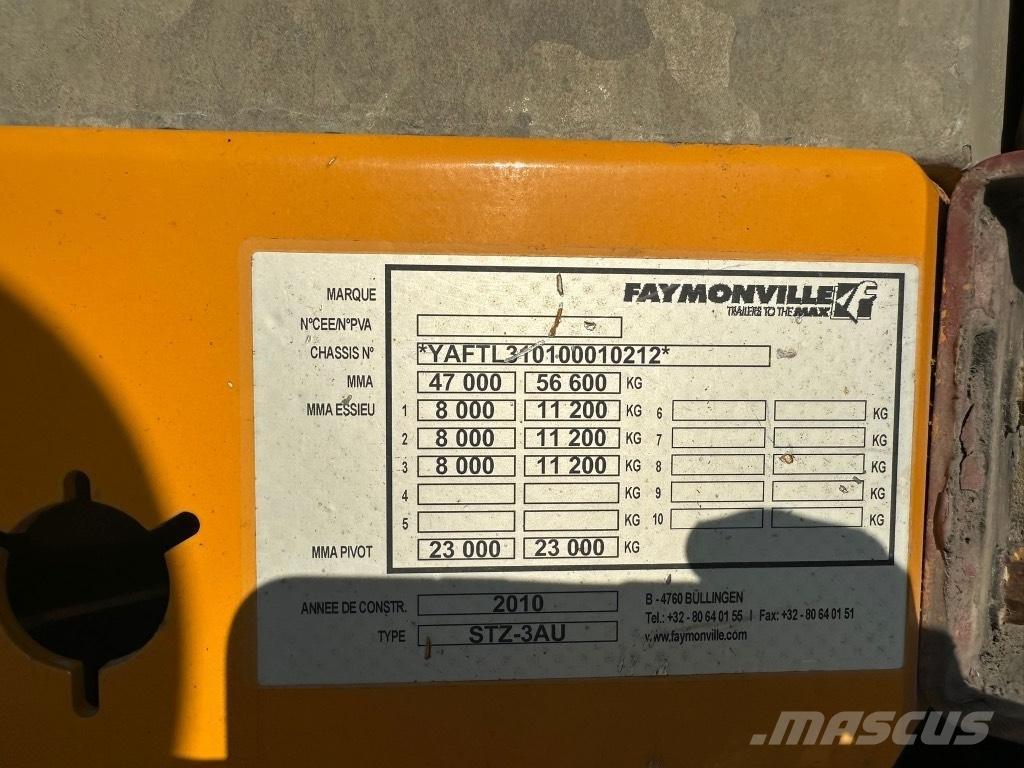 MARQUE FAYMONVILLE
TRAILERS TO THE MAX
N°CEE/N°PVA
CHASSIS N° *YAFTL310100010212*
MMA 47 000 56 600 KG
MMA ESSIEU 1 8 000 11 200 KG 6 KG
2 8 000 11 200 KG 7 KG
3 8 000 11 200 KG 8 KG
4 KG 9 KG
5 KG 10 KG
MMA PIVOT 23 000 23 000 KG
ANNEE DE CONSTR. 2010 B - 4760 BÜLLINGEN
Tel.: +32 - 80 64 01 55 | Fax: +32 - 80 64 01 51
TYPE STZ-3AU www.faymonville.com
MASCUS